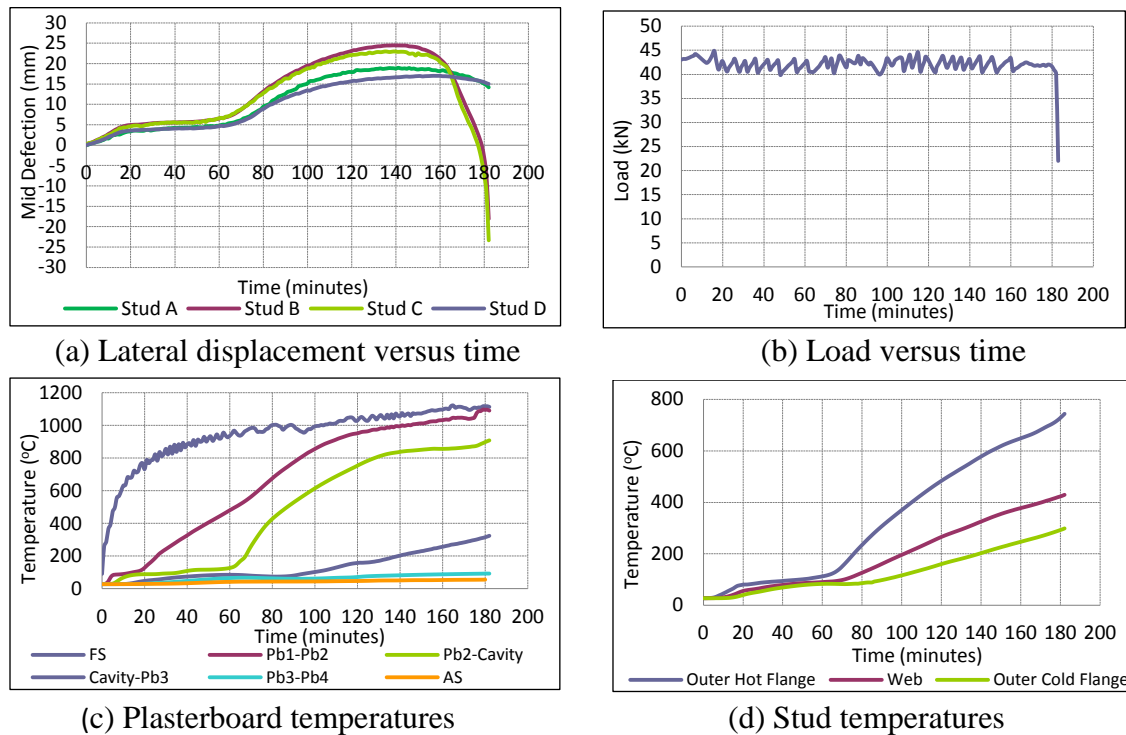 Mid Defection (mm)
30
25
20
15
10
5
0
-5
-10
-15
-20
-25
-30
0 20 40 60 80 100 120 140 160 180 200
Time (minutes)
Stud A Stud B Stud C Stud D
(a) Lateral displacement versus time
Load (kN)
50
45
40
35
30
25
20
15
10
5
0
0 20 40 60 80 100 120 140 160 180 200
Time (minutes)
(b) Load versus time
Temperature (°C)
1200
1000
800
600
400
200
0
0 20 40 60 80 100 120 140 160 180 200
Time (minutes)
FS Pb1-Pb2 Pb2-Cavity
Cavity-Pb3 Pb3-Pb4 AS
(c) Plasterboard temperatures
Temperature (°C)
800
600
400
200
0
0 20 40 60 80 100 120 140 160 180 200
Time (minutes)
Outer Hot Flange Web Outer Cold Flange
(d) Stud temperatures